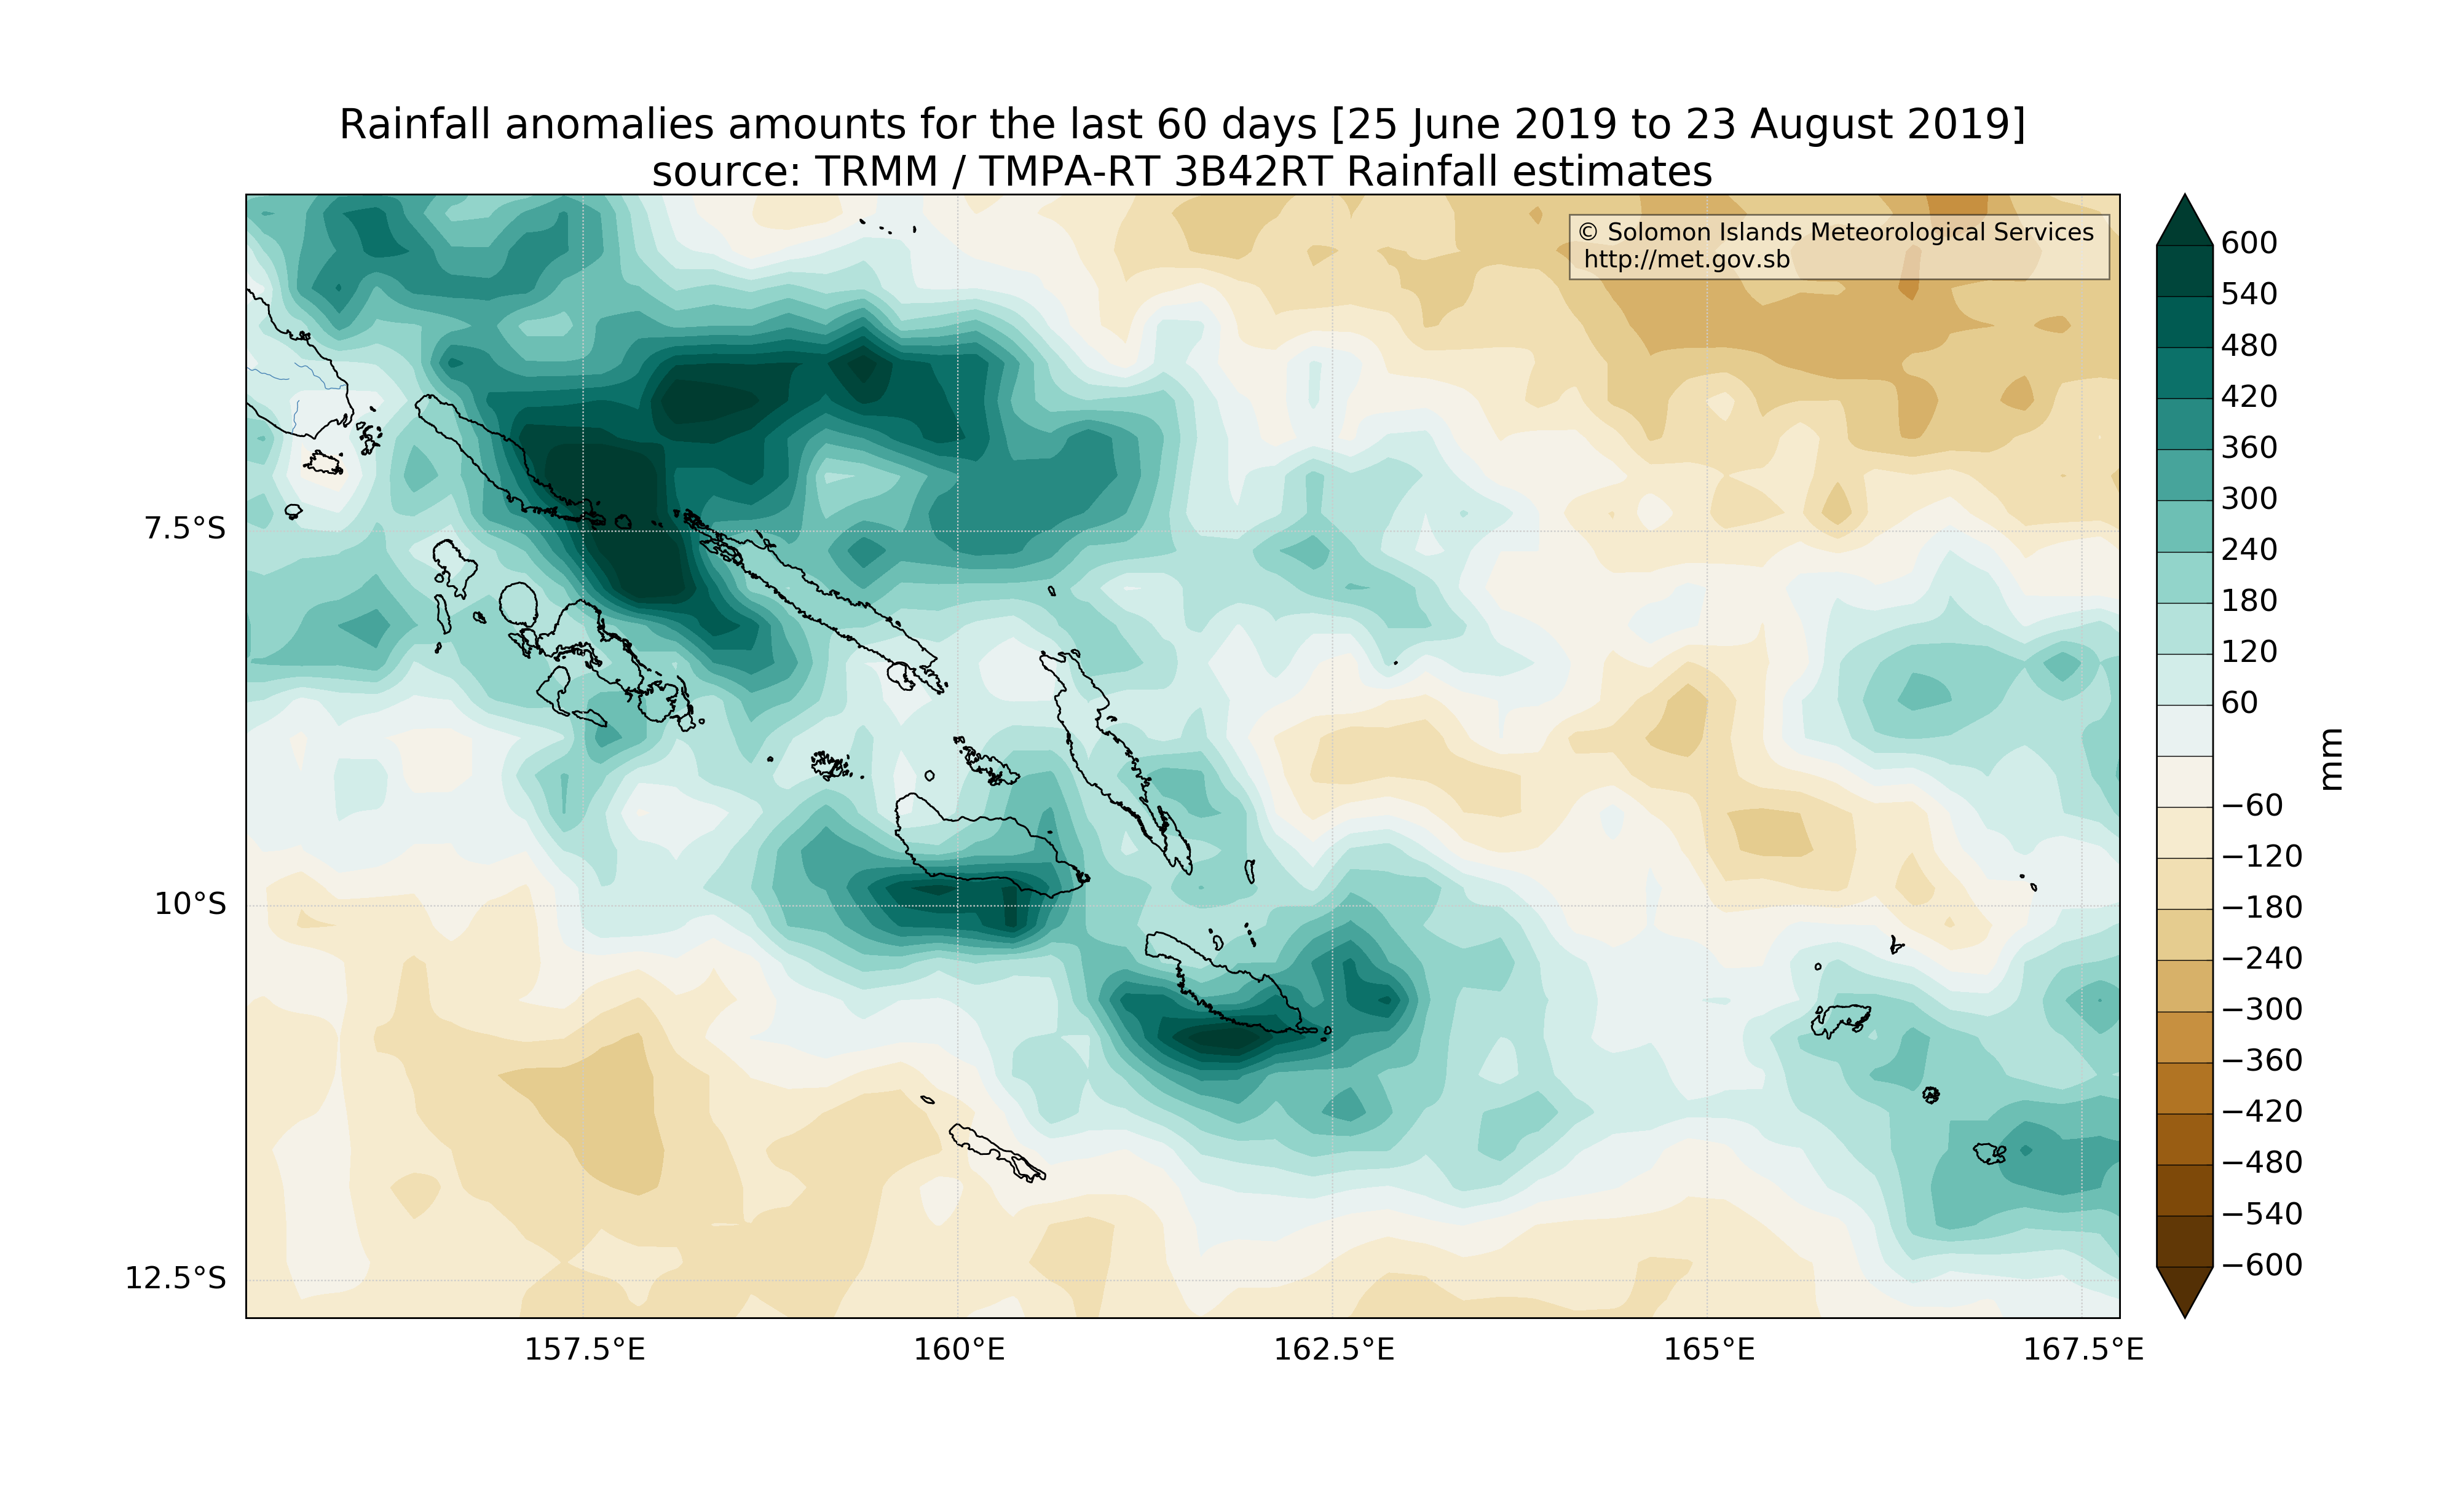 Rainfall anomalies amounts for the last 60 days [25 June 2019 to 23 August 2019]
source: TRMM / TMPA-RT 3B42RT Rainfall estimates
© Solomon Islands Meteorological Services
http://met.gov.sb
7.5°S
10°S
12.5°S
157.5°E
160°E
162.5°E
165°E
167.5°E
600
540
480
420
360
300
240
180
120
60
−60
−120
−180
−240
−300
−360
−420
−480
−540
−600
mm